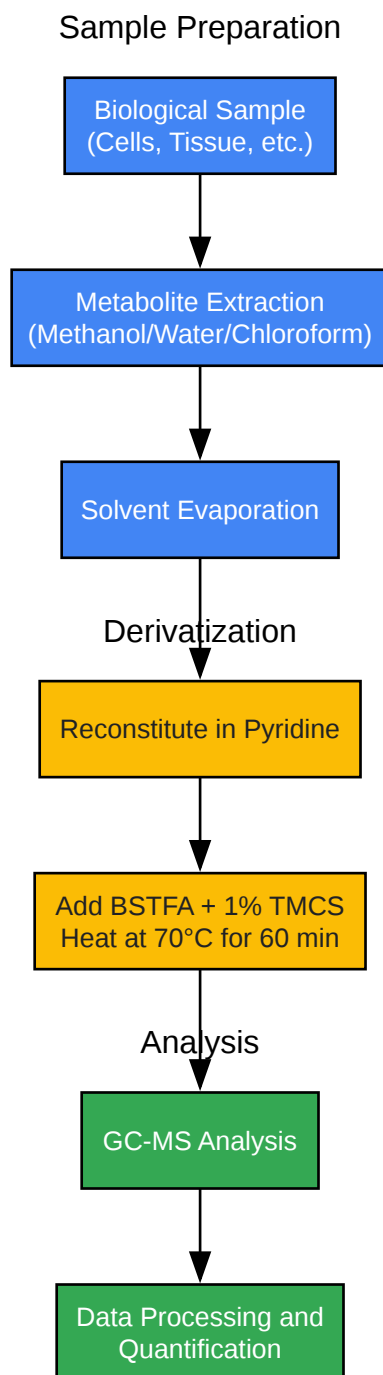 Sample Preparation
Biological Sample
(Cells, Tissue, etc.)
Metabolite Extraction
(Methanol/Water/Chloroform)
Solvent Evaporation
Derivatization
Reconstitute in Pyridine
Add BSTFA + 1% TMCS
Heat at 70°C for 60 min
Analysis
GC-MS Analysis
Data Processing and
Quantification